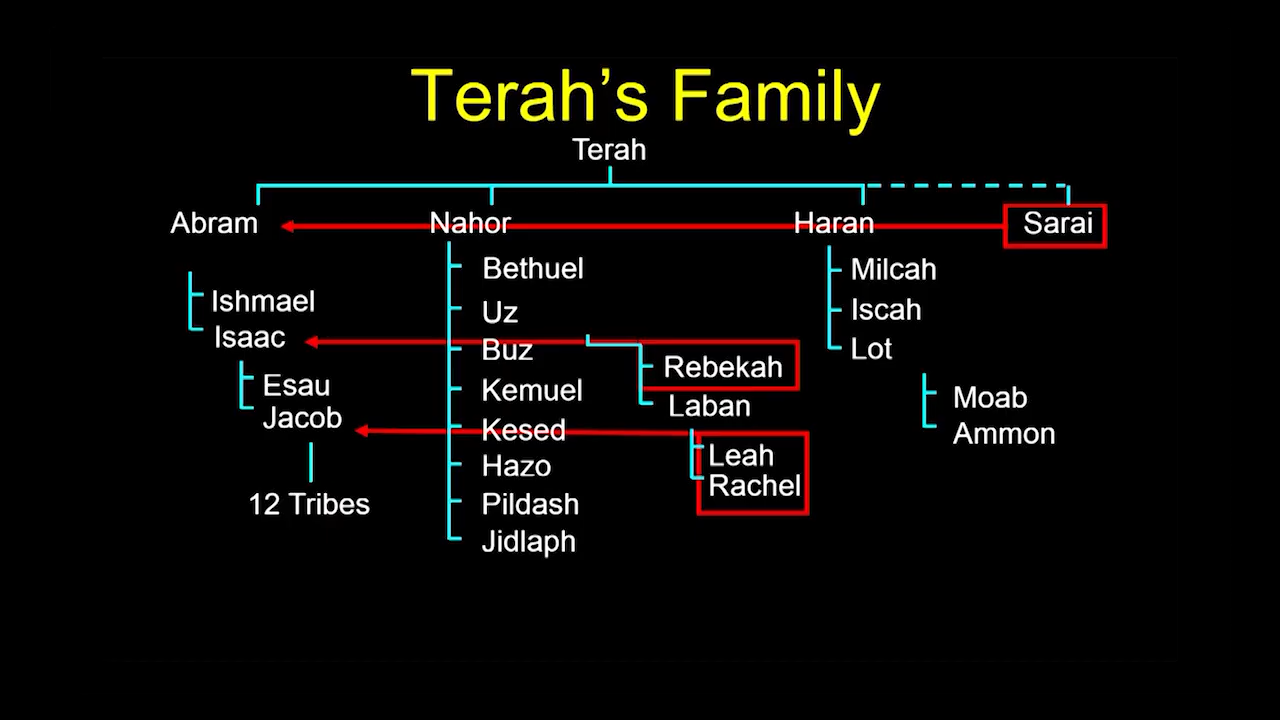 Terah's Family
Terah
Abram
Nahor
Haran
Sarai
Ishmael
Isaac
Esau
Jacob
12 Tribes
Bethuel
Uz
Buz
Kemuel
Kesed
Hazo
Pildash
Jidlaph
Rebekah
Laban
Leah
Rachel
Milcah
Iscah
Lot
Moab
Ammon